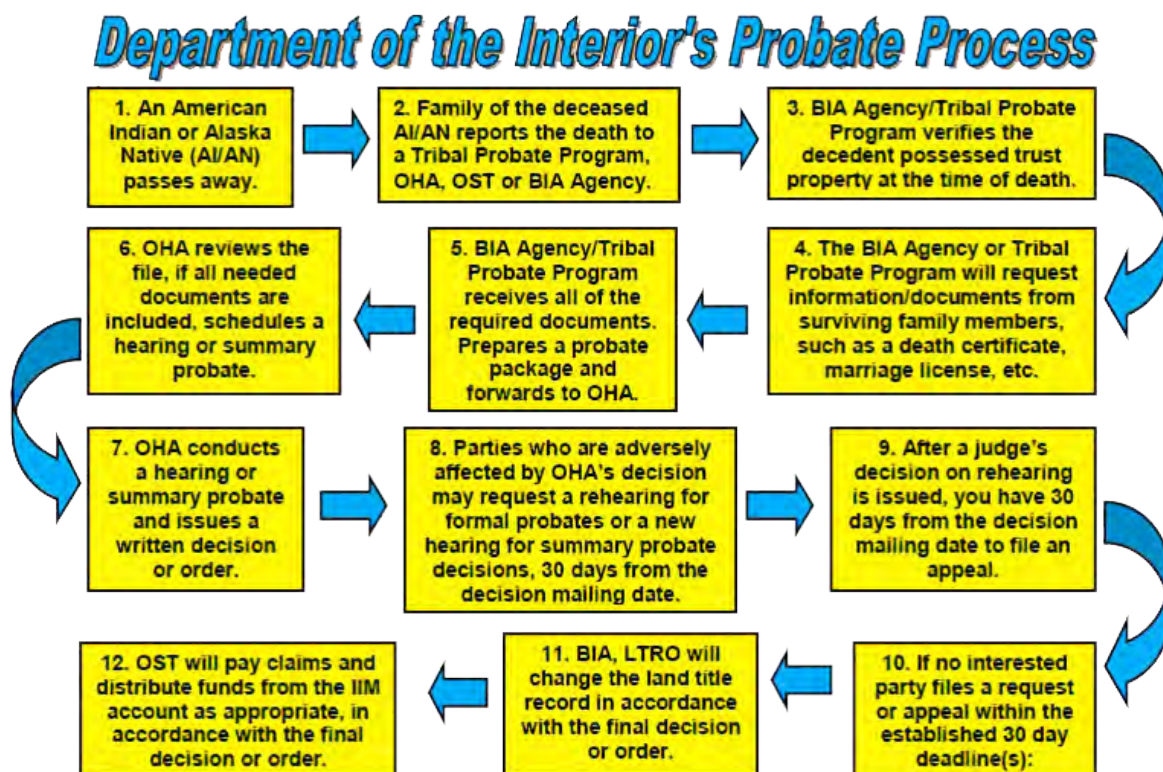 Department of the Interior's Probate Process
1. An American
Indian or Alaska
Native (AI/AN)
passes away.
2. Family of the deceased
AI/AN reports the death to
a Tribal Probate Program,
OHA, OST or BIA Agency.
3. BIA Agency/Tribal Probate
Program verifies the
decedent possessed trust
property at the time of death.
4. The BIA Agency or Tribal
Probate Program will request
information/documents from
surviving family members,
such as a death certificate,
marriage license, etc.
5. BIA Agency/Tribal
Probate Program
receives all of the
required documents.
Prepares a probate
package and
forwards to OHA.
6. OHA reviews the
file, if all needed
documents are
included, schedules a
hearing or summary
probate.
7. OHA conducts
a hearing or
summary probate
and issues a
written decision
or order.
8. Parties who are adversely
affected by OHA's decision
may request a rehearing for
formal probates or a new
hearing for summary probate
decisions, 30 days from the
decision mailing date.
9. After a judge's
decision on rehearing
is issued, you have 30
days from the decision
mailing date to file an
appeal.
10. If no interested
party files a request
or appeal within the
established 30 day
deadline(s):
11. BIA, LTRO will
change the land title
record in accordance
with the final decision
or order.
12. OST will pay claims and
distribute funds from the IIM
account as appropriate, in
accordance with the final
decision or order.